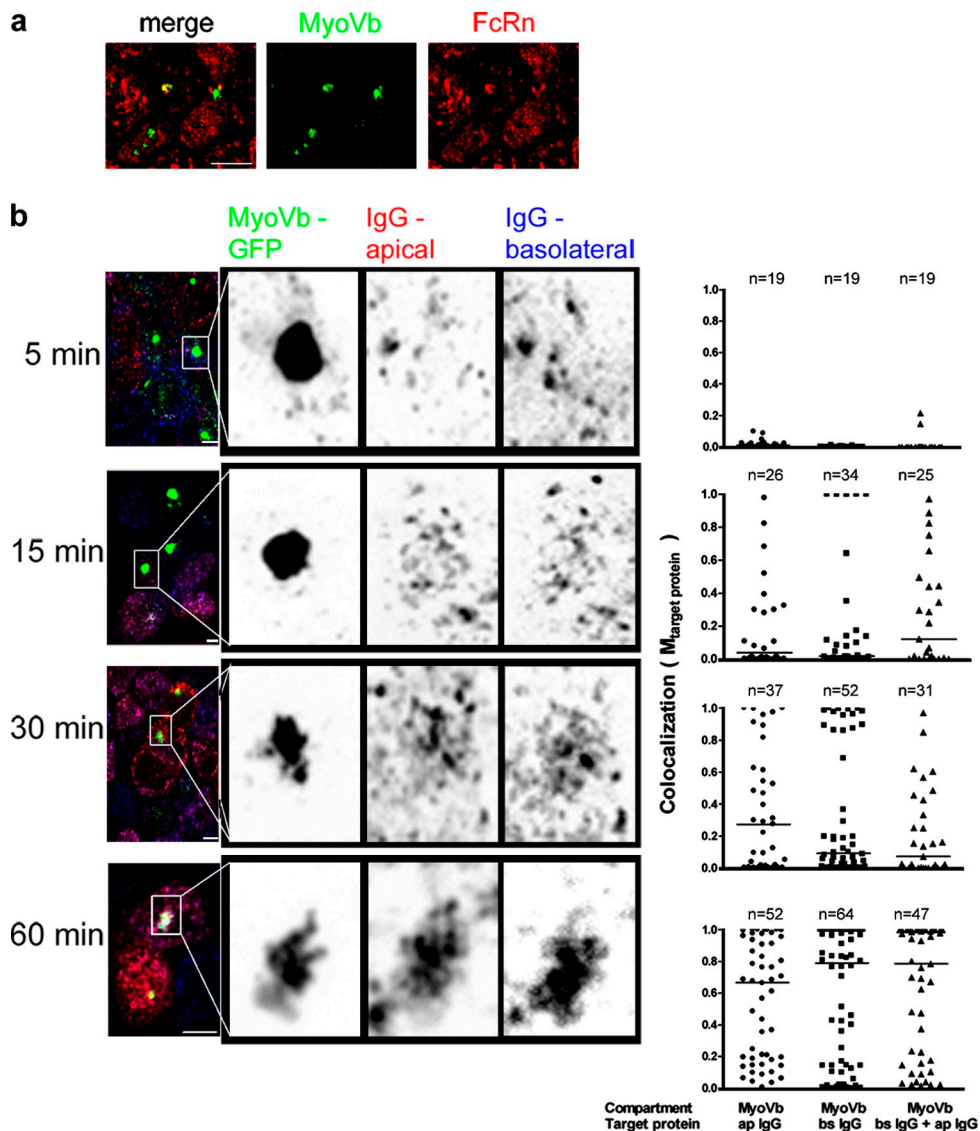 a
merge MyoVb FcRn
b
MyoVb - GFP
IgG - apical
IgG - basolateral
5 min
15 min
30 min
60 min
n=19 n=19 n=19
1.0
0.8
0.6
0.4
0.2
0.0
n=26 n=34 n=25
1.0
0.8
0.6
0.4
0.2
0.0
n=37 n=52 n=31
1.0
0.8
0.6
0.4
0.2
0.0
n=52 n=64 n=47
1.0
0.8
0.6
0.4
0.2
0.0
Colocalization ( Mtarget protein)
Compartment MyoVb MyoVb MyoVb
Target protein ap IgG bs IgG bs IgG + ap IgG